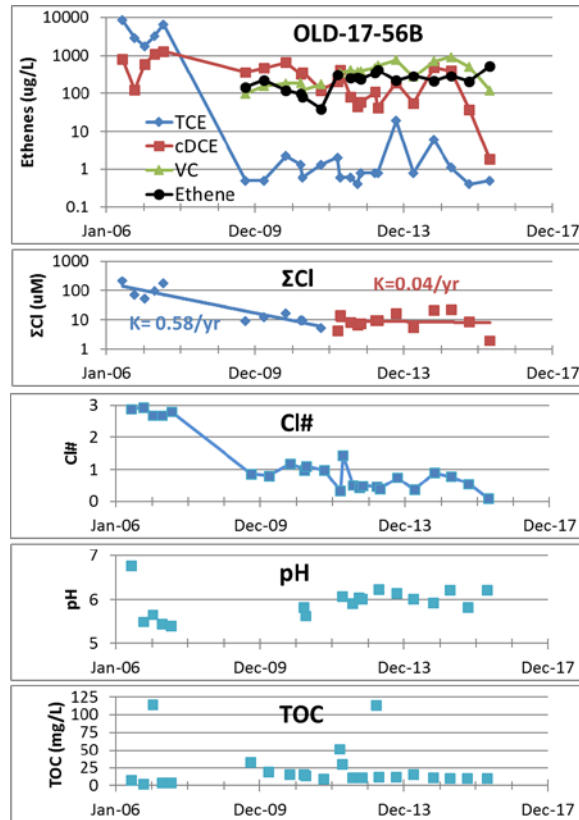 OLD-17-56B
Ethenes (ug/L)
10000
1000
100
10
1
0.1
TCE
cDCE
VC
Ethene
Jan-06 Dec-09 Dec-13 Dec-17
ΣCl
ΣCl (uM)
1000
100
10
1
K= 0.58/yr
K=0.04/yr
Jan-06 Dec-09 Dec-13 Dec-17
Cl#
Cl#
3
2
1
0
Jan-06 Dec-09 Dec-13 Dec-17
pH
pH
7
6
5
Jan-06 Dec-09 Dec-13 Dec-17
TOC
TOC (mg/L)
125
100
75
50
25
0
Jan-06 Dec-09 Dec-13 Dec-17